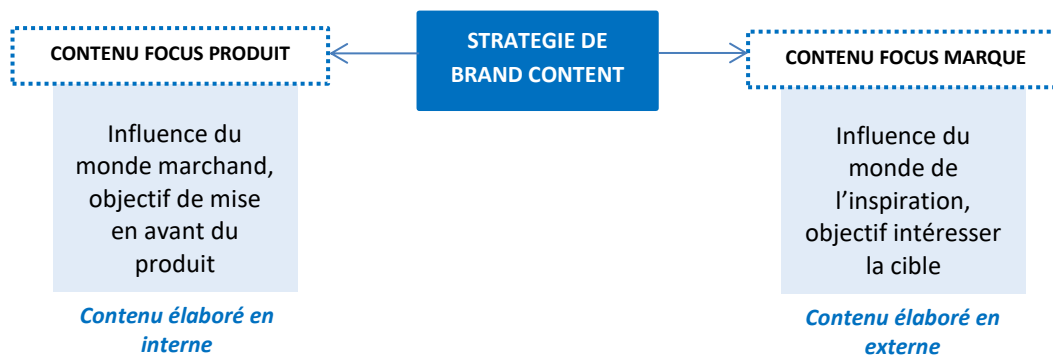 STRATEGIE DE
BRAND CONTENT
CONTENU FOCUS PRODUIT
Influence du
monde marchand,
objectif de mise
en avant du
produit
Contenu élaboré en
interne
CONTENU FOCUS MARQUE
Influence du
monde de
l’inspiration,
objectif intéresser
la cible
Contenu élaboré en
externe